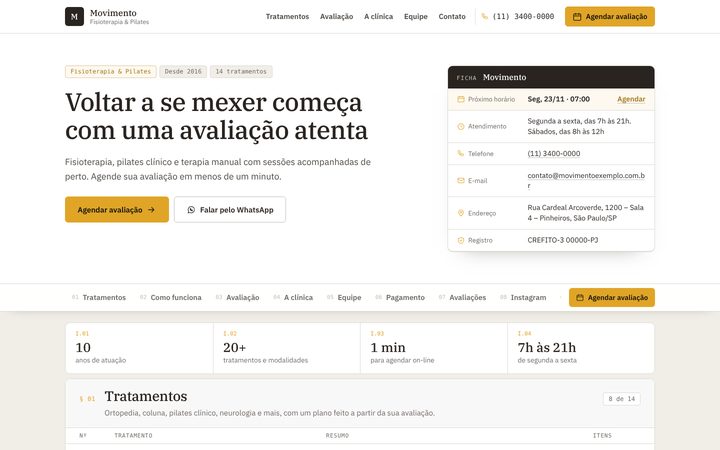 M
Movimento
Fisioterapia & Pilates
Tratamentos Avaliação A clínica Equipe Contato
(11) 3400-0000
Agendar avaliação
Fisioterapia & Pilates Desde 2016 14 tratamentos
Voltar a se mexer começa
com uma avaliação atenta
Fisioterapia, pilates clínico e terapia manual com sessões acompanhadas de
perto. Agende sua avaliação em menos de um minuto.
Agendar avaliação →
Falar pelo WhatsApp
FICHA Movimento
Próximo horário Seg, 23/11 · 07:00 Agendar
Atendimento Segunda a sexta, das 7h às 21h.
Sábados, das 8h às 12h
Telefone (11) 3400-0000
E-mail contato@movimentoexemplo.com.b
r
Endereço Rua Cardeal Arcoverde, 1200 – Sala
4 – Pinheiros, São Paulo/SP
Registro CREFITO-3 00000-PJ
01 Tratamentos 02 Como funciona 03 Avaliação 04 A clínica 05 Equipe 06 Pagamento 07 Avaliações 08 Instagram
Agendar avaliação
I.01 I.02 I.03 I.04
10 20+ 1 min 7h às 21h
anos de atuação tratamentos e modalidades para agendar on-line de segunda a sexta
§ 01 Tratamentos 8 de 14
Ortopedia, coluna, pilates clínico, neurologia e mais, com um plano feito a partir da sua avaliação.
Nº TRATAMENTO RESUMO ITENS